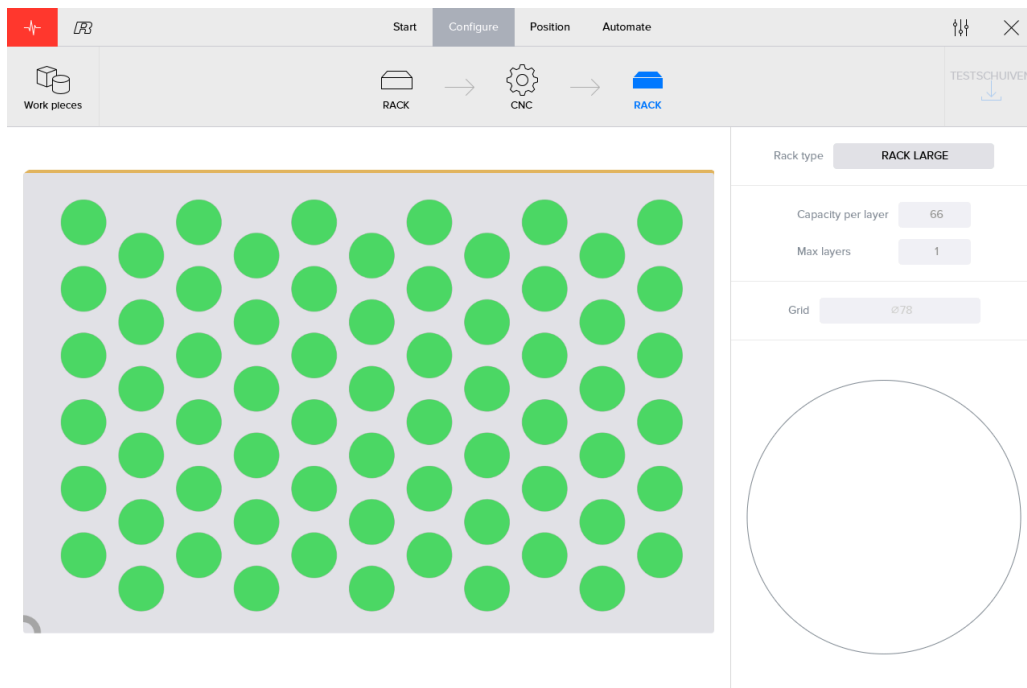 Start Configure Position Automate
Work pieces RACK CNC RACK TESTSCHUIVEN
Rack type RACK LARGE
Capacity per layer 66
Max layers 1
Grid ⌀78